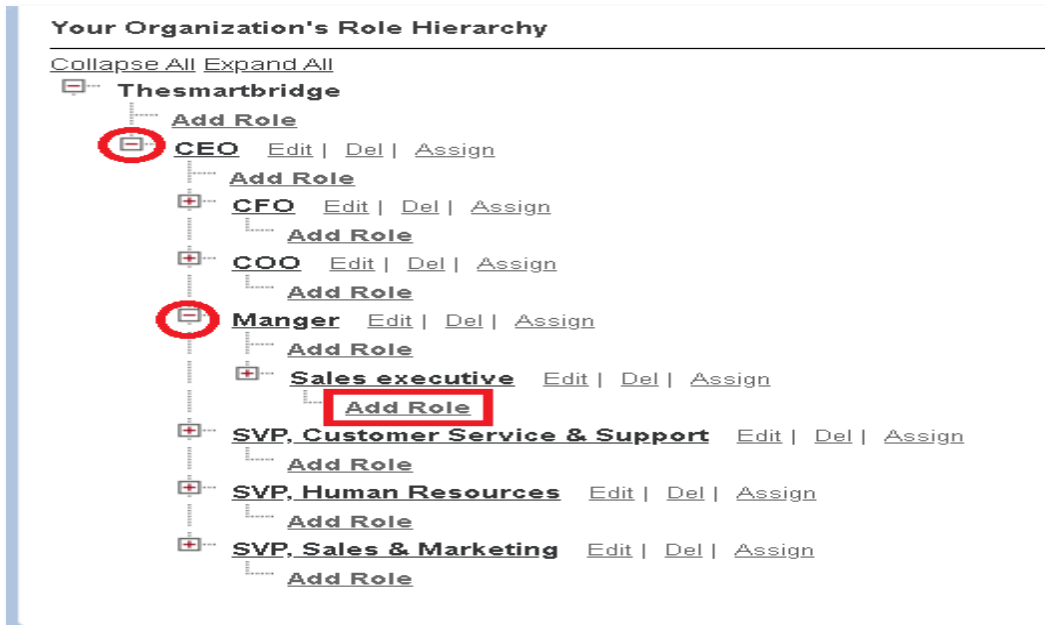 Your Organization's Role Hierarchy
Collapse All Expand All
Thesmartbridge
Add Role
CEO Edit | Del | Assign
Add Role
CFO Edit | Del | Assign
Add Role
COO Edit | Del | Assign
Add Role
Manger Edit | Del | Assign
Add Role
Sales executive Edit | Del | Assign
Add Role
SVP, Customer Service & Support Edit | Del | Assign
Add Role
SVP, Human Resources Edit | Del | Assign
Add Role
SVP, Sales & Marketing Edit | Del | Assign
Add Role